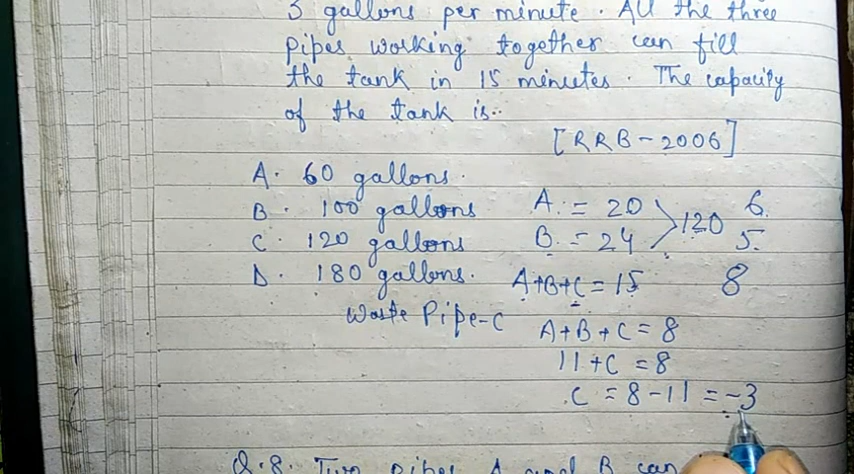 3 gallons per minute. All the three
pipes working together can fill
the tank in 15 minutes. The capacity
of the tank is..
[RRB-2006]
A. 60 gallons.
B. 100 gallons
C. 120 gallons
D. 180 gallons.
Waste Pipe-C
A. = 20
B. = 24
120
6.
5.
A+B+C = 15
8
A+B+C = 8
11+C = 8
C = 8-11 = -3
Q.8. Two pipes A and B can